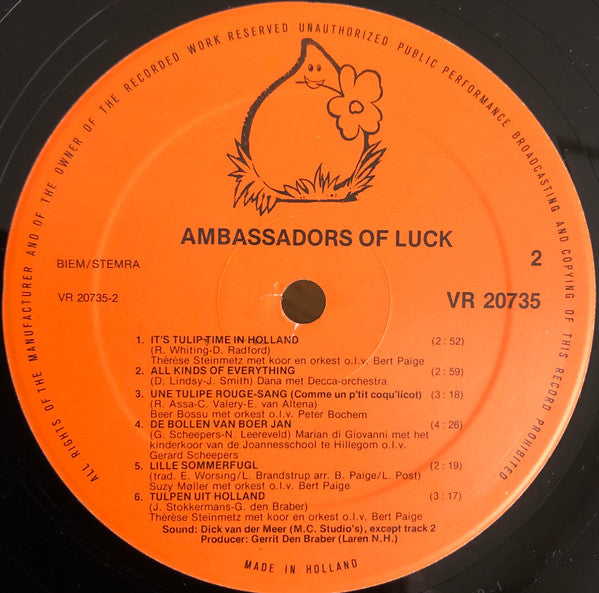 ALL RIGHTS OF THE MANUFACTURER AND OF THE OWNER OF THE RECORDED WORK RESERVED UNAUTHORIZED PUBLIC PERFORMANCE BROADCASTING AND COPYING OF THIS RECORD PROHIBITED
AMBASSADORS OF LUCK
BIEM/STEMRA
2
VR 20735-2
VR 20735
1. IT'S TULIP TIME IN HOLLAND (2:52)
(R. Whiting-D. Radford)
Thérèse Steinmetz met koor en orkest o.l.v. Bert Paige
2. ALL KINDS OF EVERYTHING (2:59)
(D. Lindsy-J. Smith) Dana met Decca-orchestra
3. UNE TULIPE ROUGE-SANG (Comme un p'tit coqu'licot) (3:18)
(R. Assa-C. Valery-E. van Altena)
Beer Bossu met orkest o.l.v. Peter Bochem
4. DE BOLLEN VAN BOER JAN (4:26)
(G. Scheepers-N. Leereveld) Marian di Giovanni met het
kinderkoor van de Joannesschool te Hillegom o.l.v.
Gerard Scheepers
5. LILLE SOMMERFUGL (2:19)
(trad. E. Worsing/L. Brandstrup arr. B. Paige/L. Post)
Suzy Møller met orkest o.l.v. Bert Paige
6. TULPEN UIT HOLLAND (3:17)
(J. Stokkermans-G. den Braber)
Thérèse Steinmetz met koor en orkest o.l.v. Bert Paige
Sound: Dick van der Meer (M.C. Studio's), except track 2
Producer: Gerrit Den Braber (Laren N.H.)
MADE IN HOLLAND